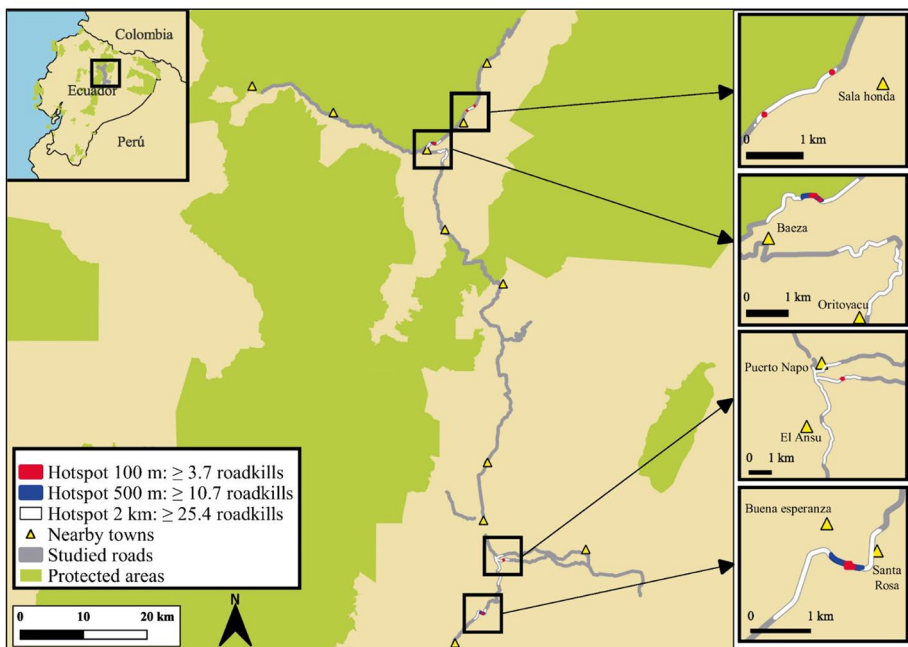 Colombia
Ecuador
Perú
Sala honda
0
1 km
Baeza
0
1 km
Oritoyacu
Puerto Napo
El Ansu
0 1 km
Buena esperanza
Santa
Rosa
0
1 km
Hotspot 100 m: ≥ 3.7 roadkills
Hotspot 500 m: ≥ 10.7 roadkills
Hotspot 2 km: ≥ 25.4 roadkills
Nearby towns
Studied roads
Protected areas
0 10 20 km
N